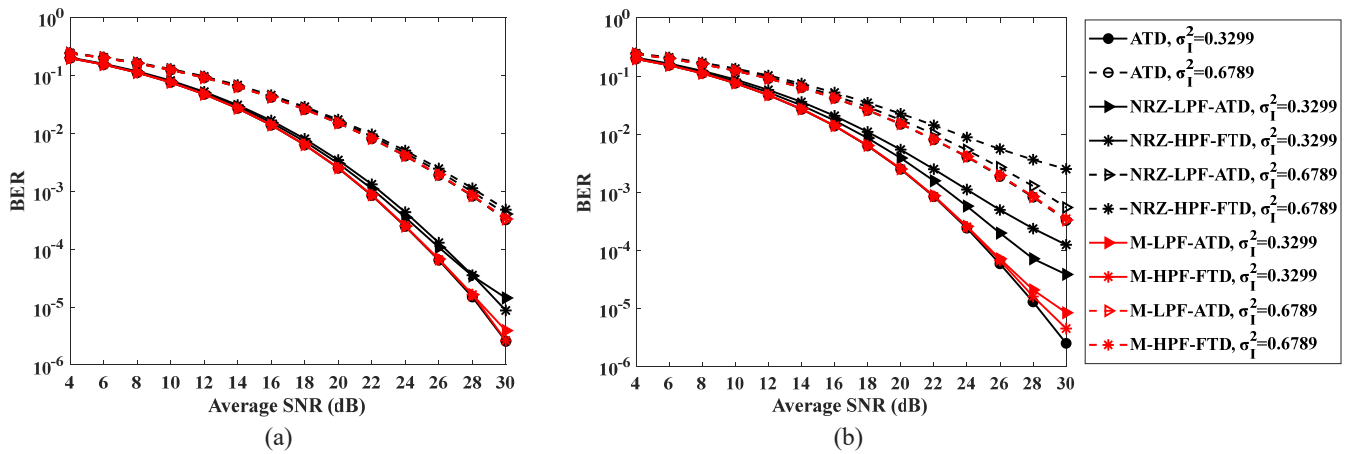 10^0
10^-1
10^-2
10^-3
10^-4
10^-5
10^-6
BER
4 6 8 10 12 14 16 18 20 22 24 26 28 30
Average SNR (dB)
(a)
10^0
10^-1
10^-2
10^-3
10^-4
10^-5
10^-6
BER
4 6 8 10 12 14 16 18 20 22 24 26 28 30
Average SNR (dB)
(b)
ATD, σ_I^2=0.3299
ATD, σ_I^2=0.6789
NRZ-LPF-ATD, σ_I^2=0.3299
NRZ-HPF-FTD, σ_I^2=0.3299
NRZ-LPF-ATD, σ_I^2=0.6789
NRZ-HPF-FTD, σ_I^2=0.6789
M-LPF-ATD, σ_I^2=0.3299
M-HPF-FTD, σ_I^2=0.3299
M-LPF-ATD, σ_I^2=0.6789
M-HPF-FTD, σ_I^2=0.6789